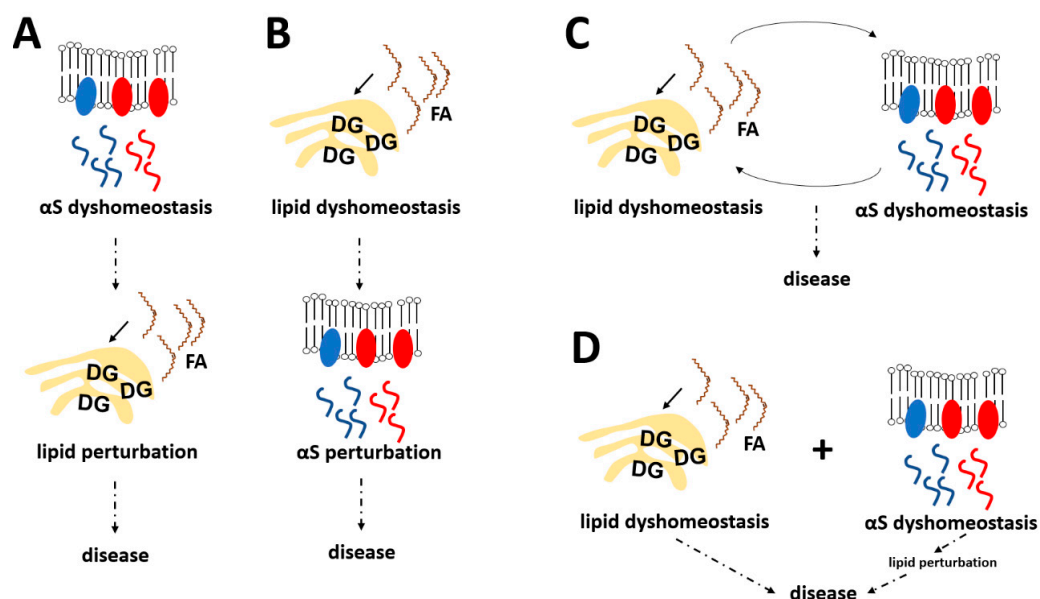 A
αS dyshomeostasis
FA
DG
DG
DG
lipid perturbation
disease
B
FA
DG
DG
DG
lipid dyshomeostasis
αS perturbation
disease
C
FA
DG
DG
DG
lipid dyshomeostasis
αS dyshomeostasis
disease
D
FA
DG
DG
DG
+
lipid dyshomeostasis
αS dyshomeostasis
lipid perturbation
disease